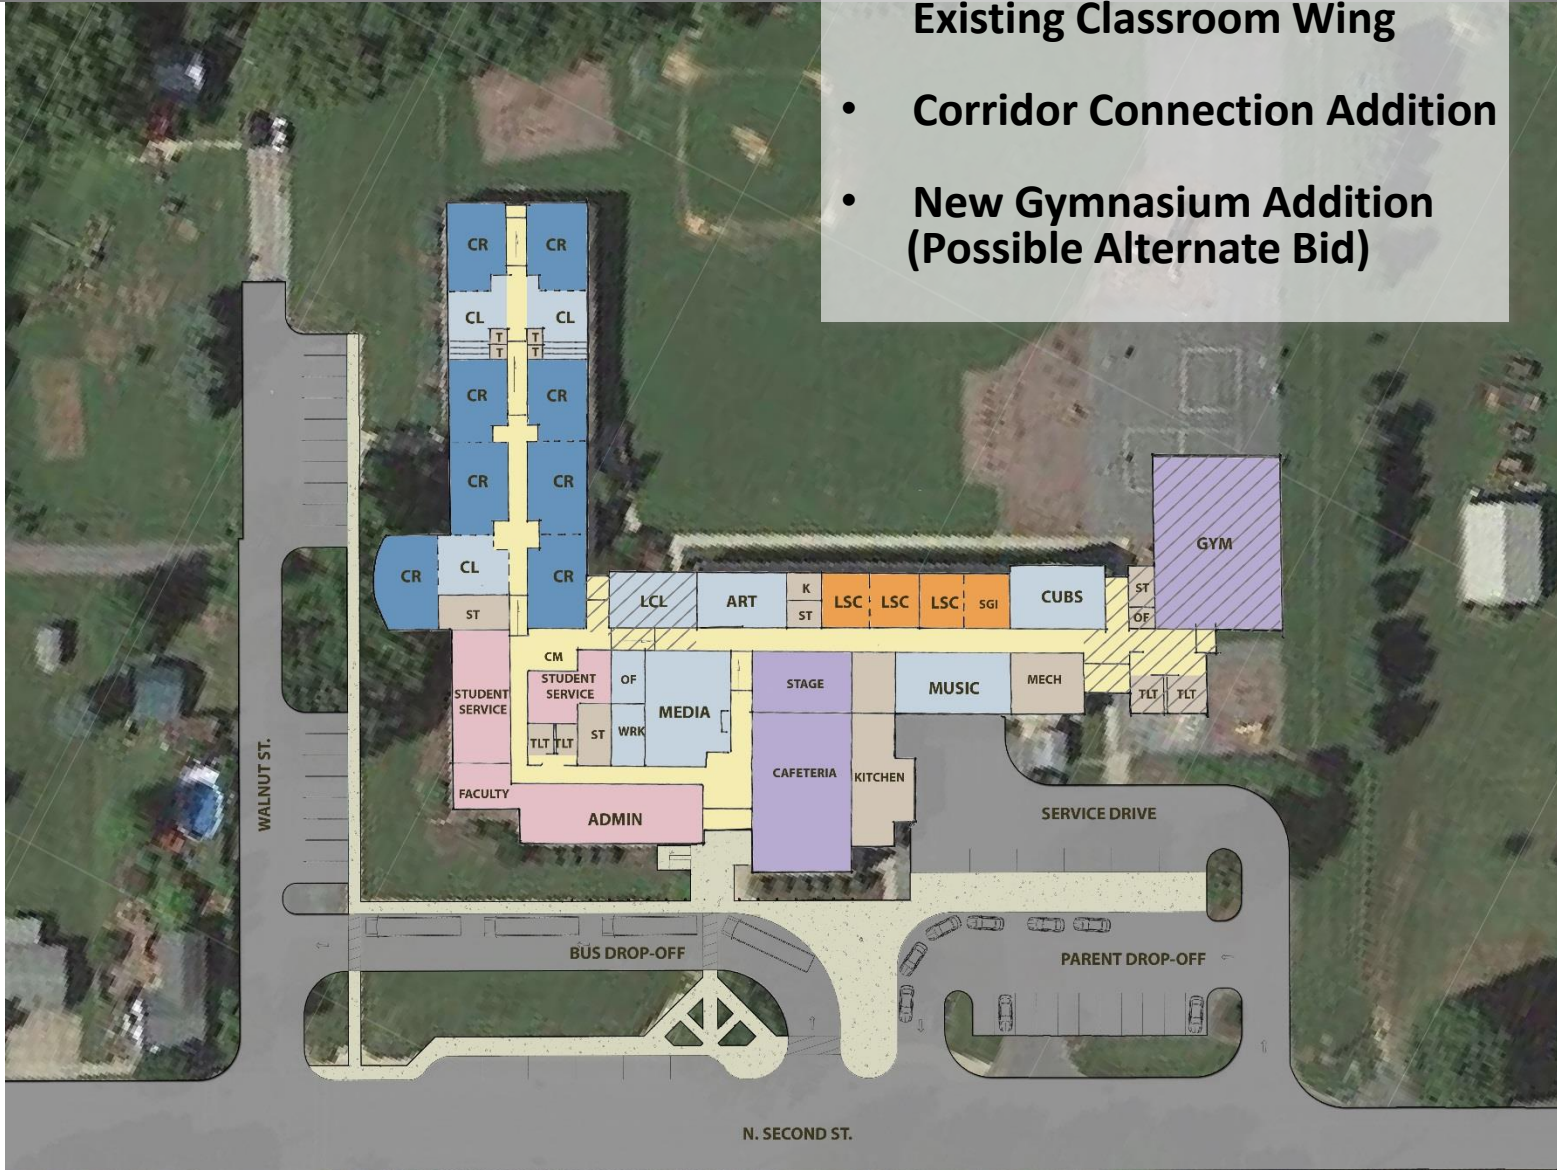 Existing Classroom Wing
• Corridor Connection Addition
• New Gymnasium Addition
(Possible Alternate Bid)
CR CR
CL CL
T T
T T
CR CR
CR CR
CR CL CR
ST
LCL ART K ST LSC LSC LSC SGI CUBS
GYM
ST
OF
CM
STUDENT
SERVICE
STUDENT
SERVICE
OF
MEDIA
STAGE
MUSIC
MECH
TLT TLT
TLT TLT
ST
WRK
CAFETERIA
KITCHEN
FACULTY
ADMIN
WALNUT ST.
SERVICE DRIVE
BUS DROP-OFF
PARENT DROP-OFF
N. SECOND ST.